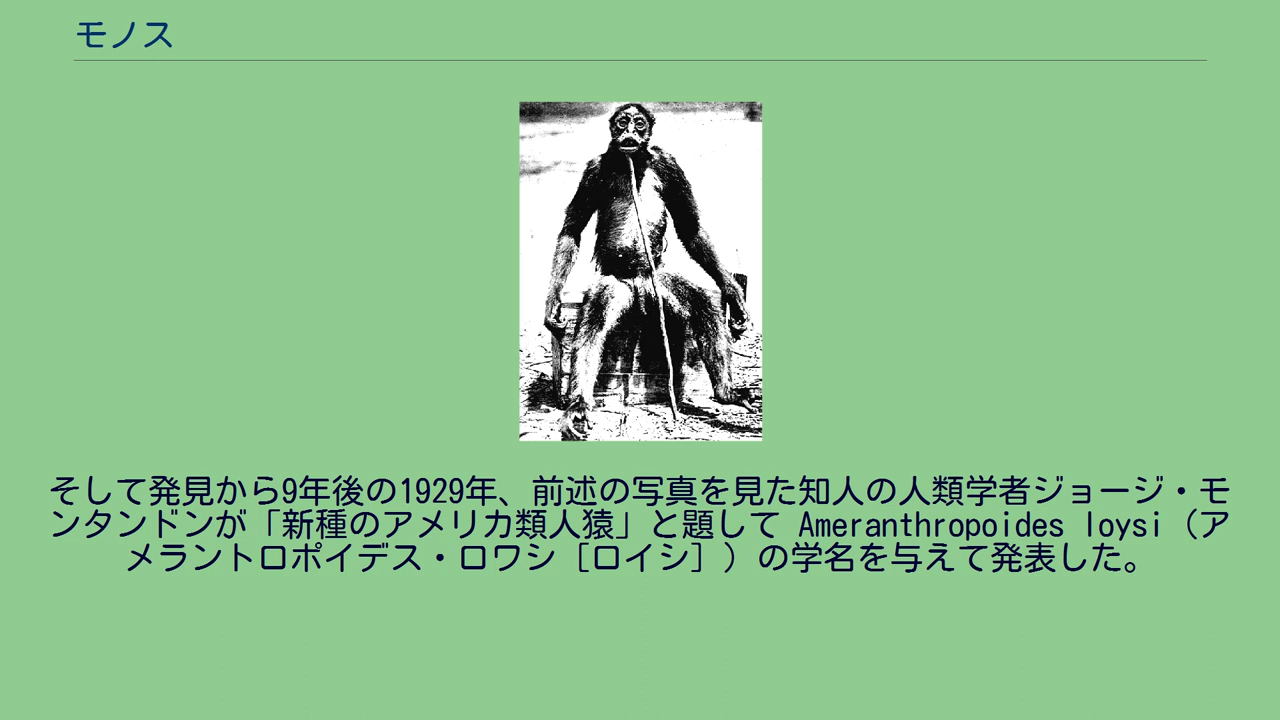 モノス
そして発見から9年後の1929年、前述の写真を見た知人の人類学者ジョージ・モ
ンタンドンが「新種のアメリカ類人猿」と題して Ameranthropoides loysi（ア
メラントロポイデス・ロワシ［ロイシ］）の学名を与えて発表した。